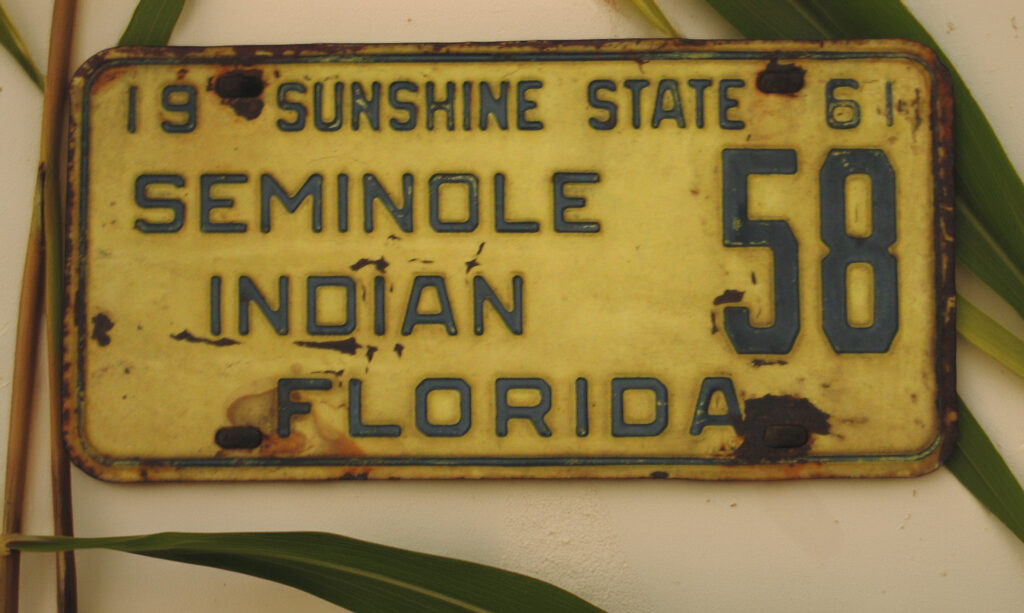 19 SUNSHINE STATE 61
SEMINOLE 58
INDIAN
FLORIDA